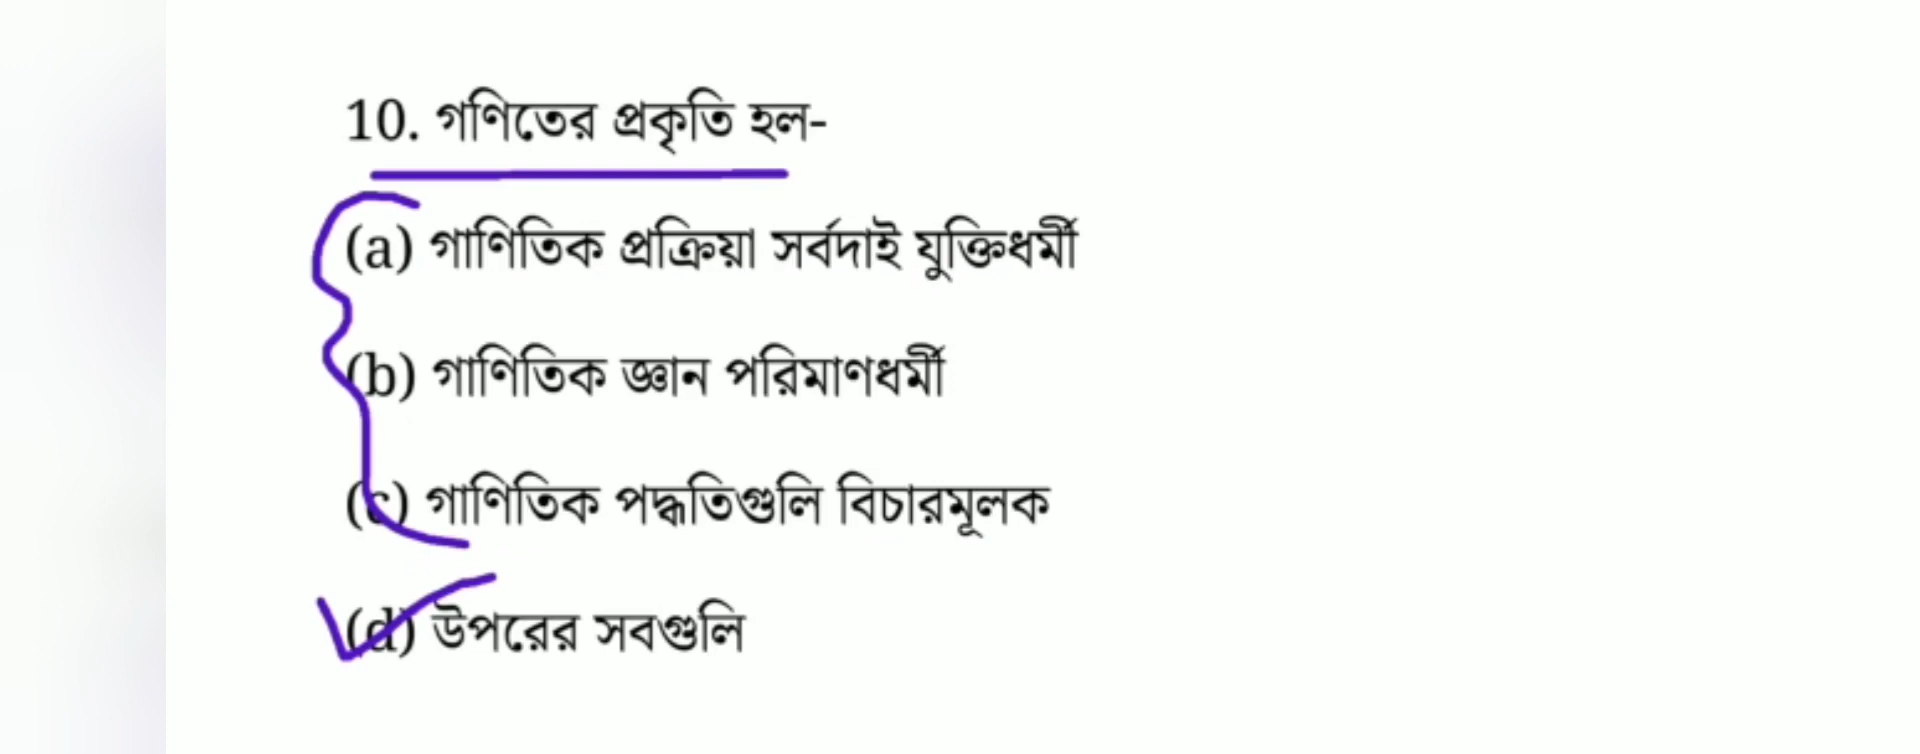 10. গণিতের প্রকৃতি হল-
(a) গাণিতিক প্রক্রিয়া সর্বদাই যুক্তিধর্মী
(b) গাণিতিক জ্ঞান পরিমাণধর্মী
(c) গাণিতিক পদ্ধতিগুলি বিচারমূলক
(d) উপরের সবগুলি